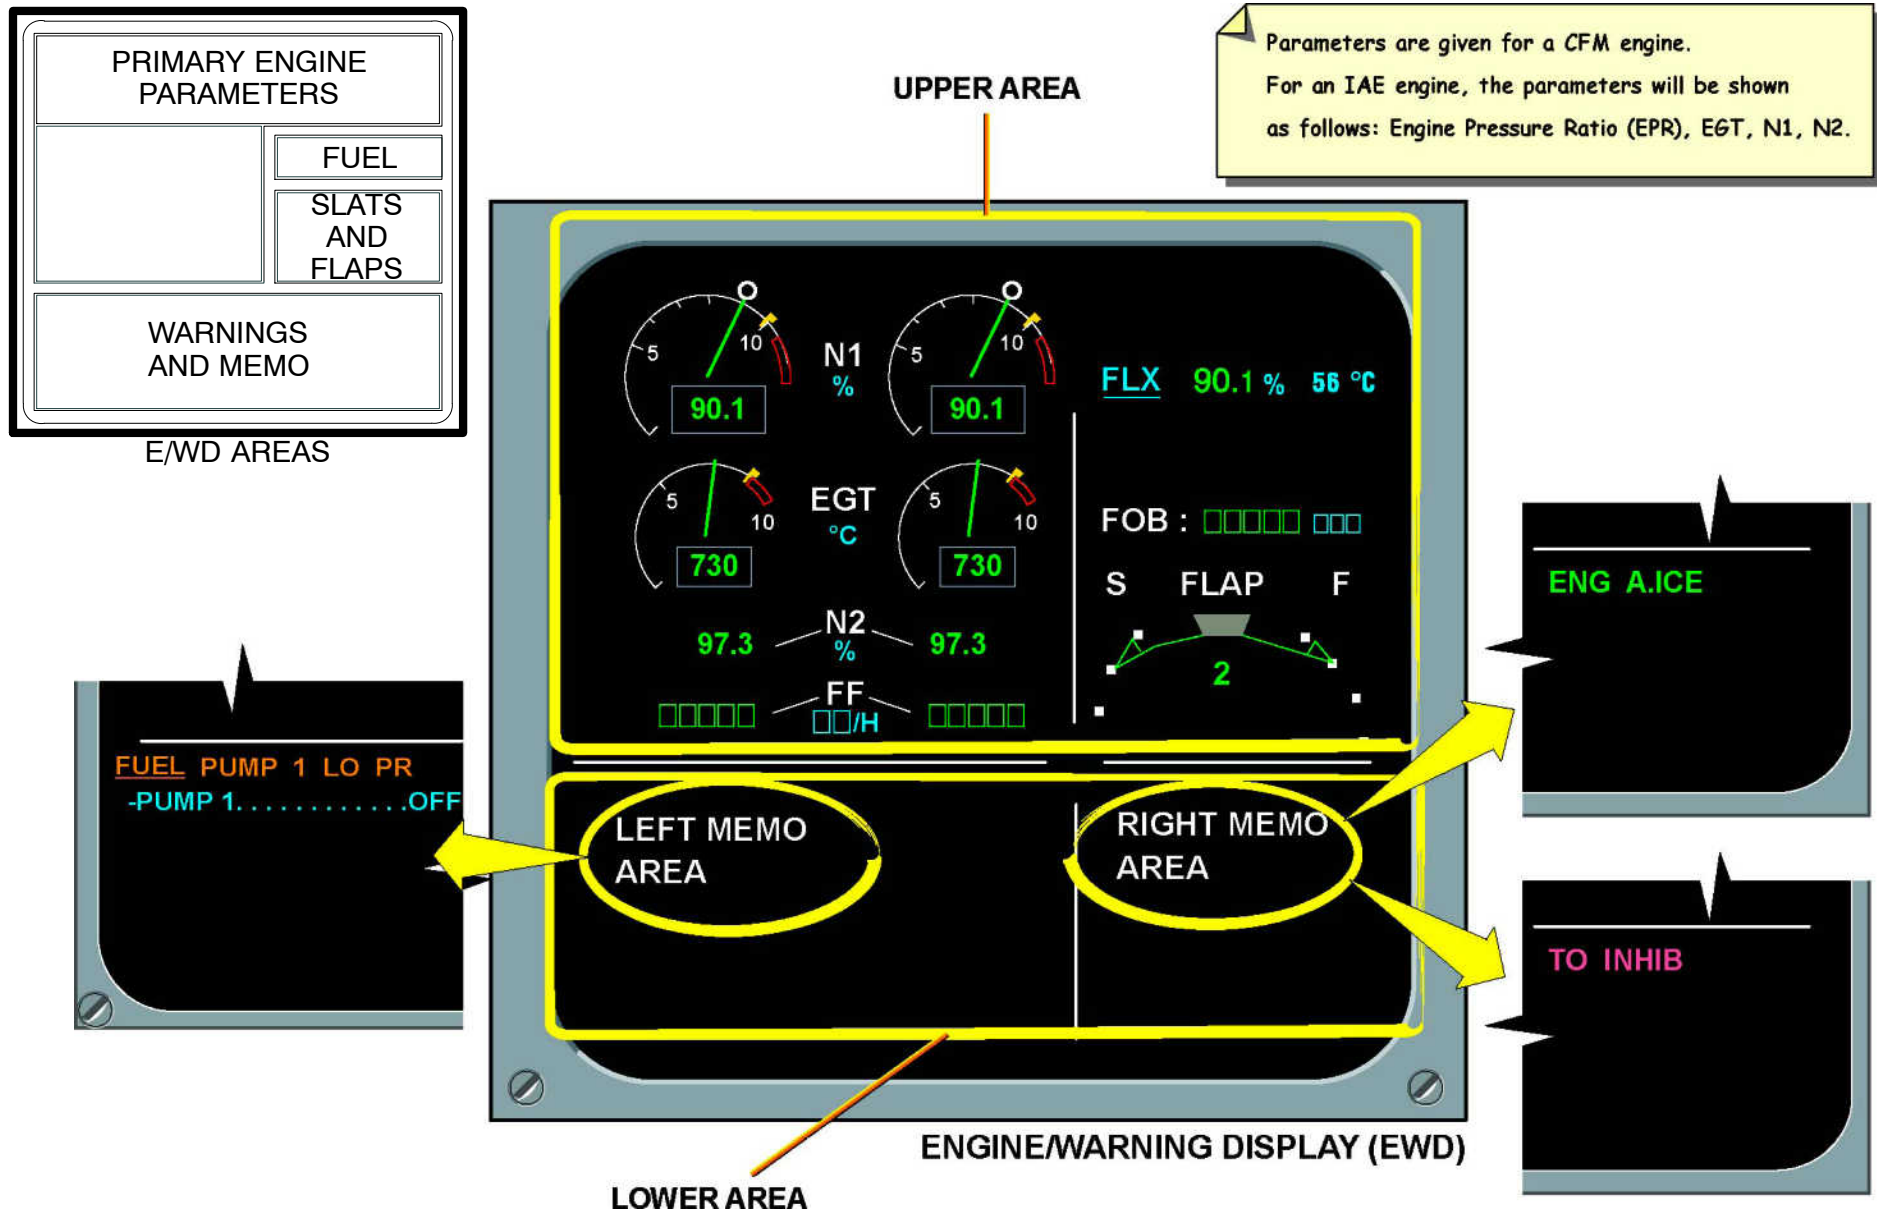 PRIMARY ENGINE
PARAMETERS
FUEL
SLATS
AND
FLAPS
WARNINGS
AND MEMO
E/WD AREAS
UPPER AREA
Parameters are given for a CFM engine.
For an IAE engine, the parameters will be shown
as follows: Engine Pressure Ratio (EPR), EGT, N1, N2.
5 10 N1 5 10
%
90.1 90.1
FLX 90.1 % 56 °C
5 10 EGT 5 10
°C
730 730
FOB :
S FLAP F
2
97.3 N2 97.3
%
FF
/H
FUEL PUMP 1 LO PR
-PUMP 1............OFF
LEFT MEMO
AREA
RIGHT MEMO
AREA
ENG A.ICE
TO INHIB
ENGINE/WARNING DISPLAY (EWD)
LOWER AREA